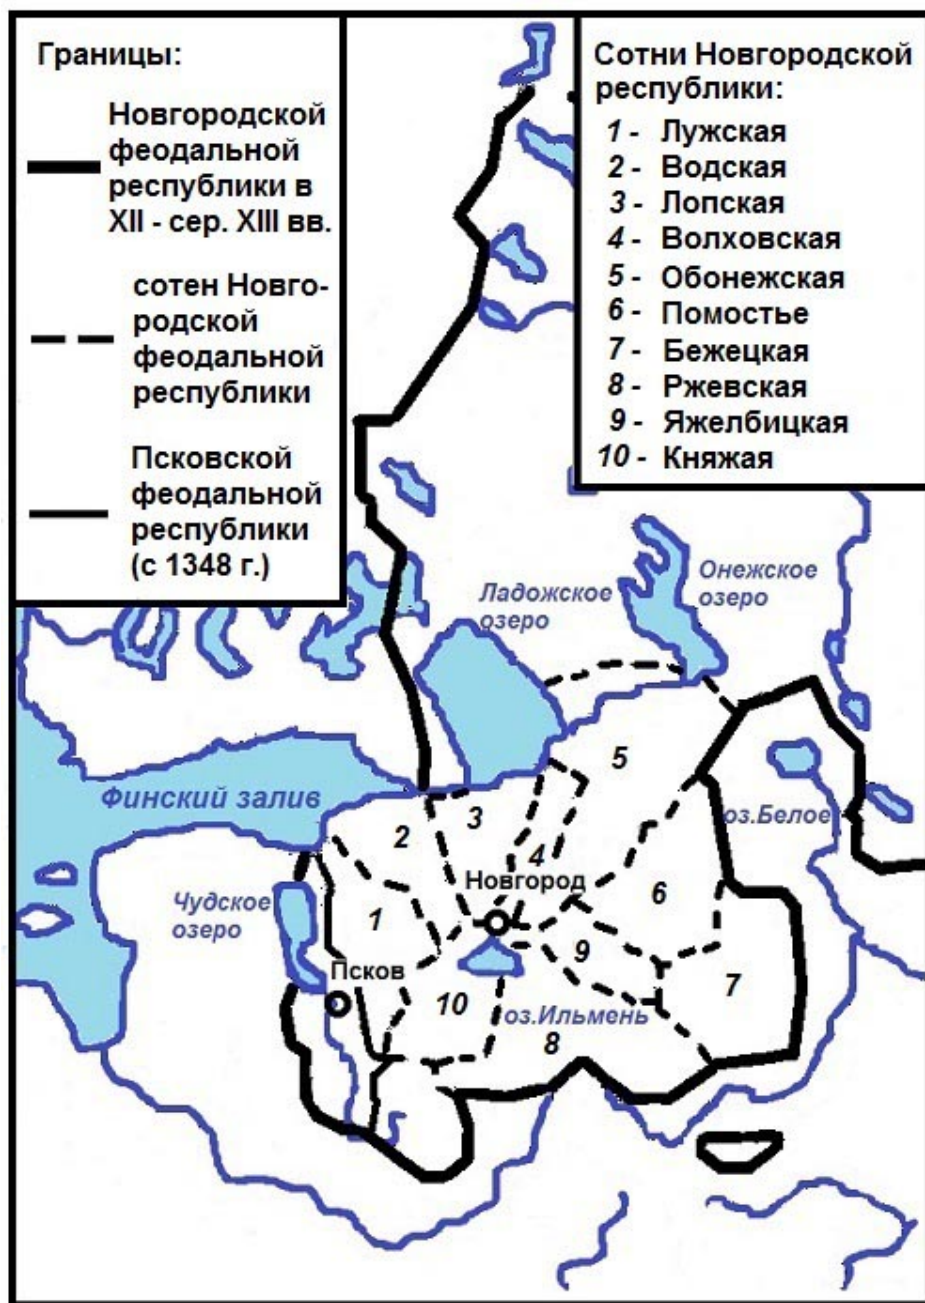 Границы:
Новгородской
феодальной
республики в
XII - сер. XIII вв.
сотен Новго-
родской
феодальной
республики
Псковской
феодальной
республики
(с 1348 г.)
Сотни Новгородской
республики:
1 - Лужская
2 - Водская
3 - Лопская
4 - Волховская
5 - Обонежская
6 - Помостье
7 - Бежецкая
8 - Ржевская
9 - Яжелбицкая
10 - Княжая
Онежское
озеро
Ладожское
озеро
5
Финский залив
3
2
оз.Белое
4
Новгород
6
Чудское
озеро
1
9
Псков
7
10
оз.Ильмень
8